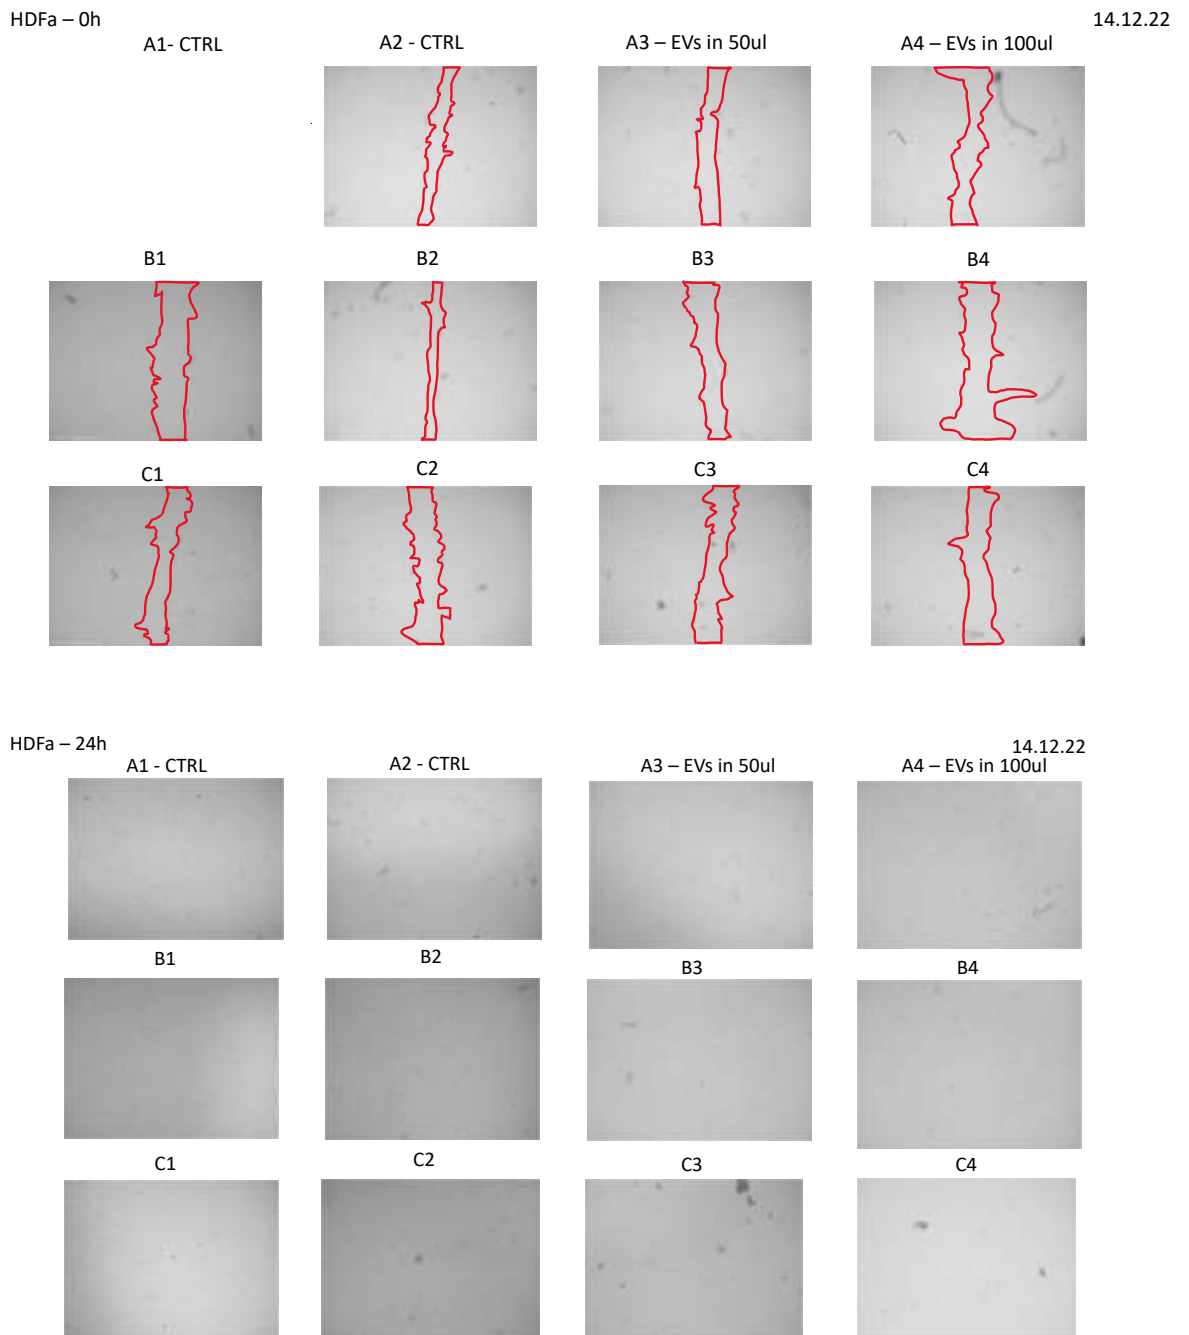 HDFa – 0h
14.12.22
A1- CTRL
A2 - CTRL
A3 – EVs in 50ul
A4 – EVs in 100ul
B1
B2
B3
B4
C1
C2
C3
C4
HDFa – 24h
14.12.22
A1 - CTRL
A2 - CTRL
A3 – EVs in 50ul
A4 – EVs in 100ul
B1
B2
B3
B4
C1
C2
C3
C4